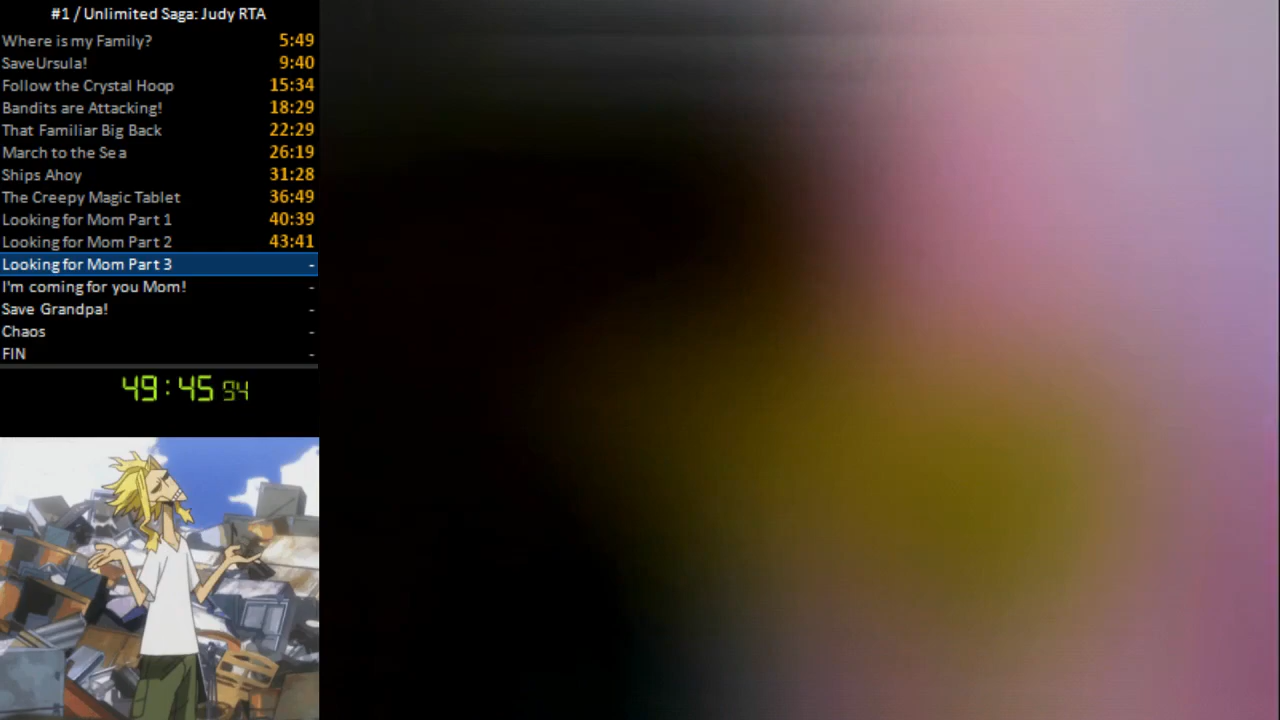 #1 / Unlimited Saga: Judy RTA
Where is my Family? 5:49
Save Ursula! 9:40
Follow the Crystal Hoop 15:34
Bandits are Attacking! 18:29
That Familiar Big Back 22:29
March to the Sea 26:19
Ships Ahoy 31:28
The Creepy Magic Tablet 36:49
Looking for Mom Part 1 40:39
Looking for Mom Part 2 43:41
Looking for Mom Part 3 -
I'm coming for you Mom! -
Save Grandpa! -
Chaos -
FIN -
49:45 94